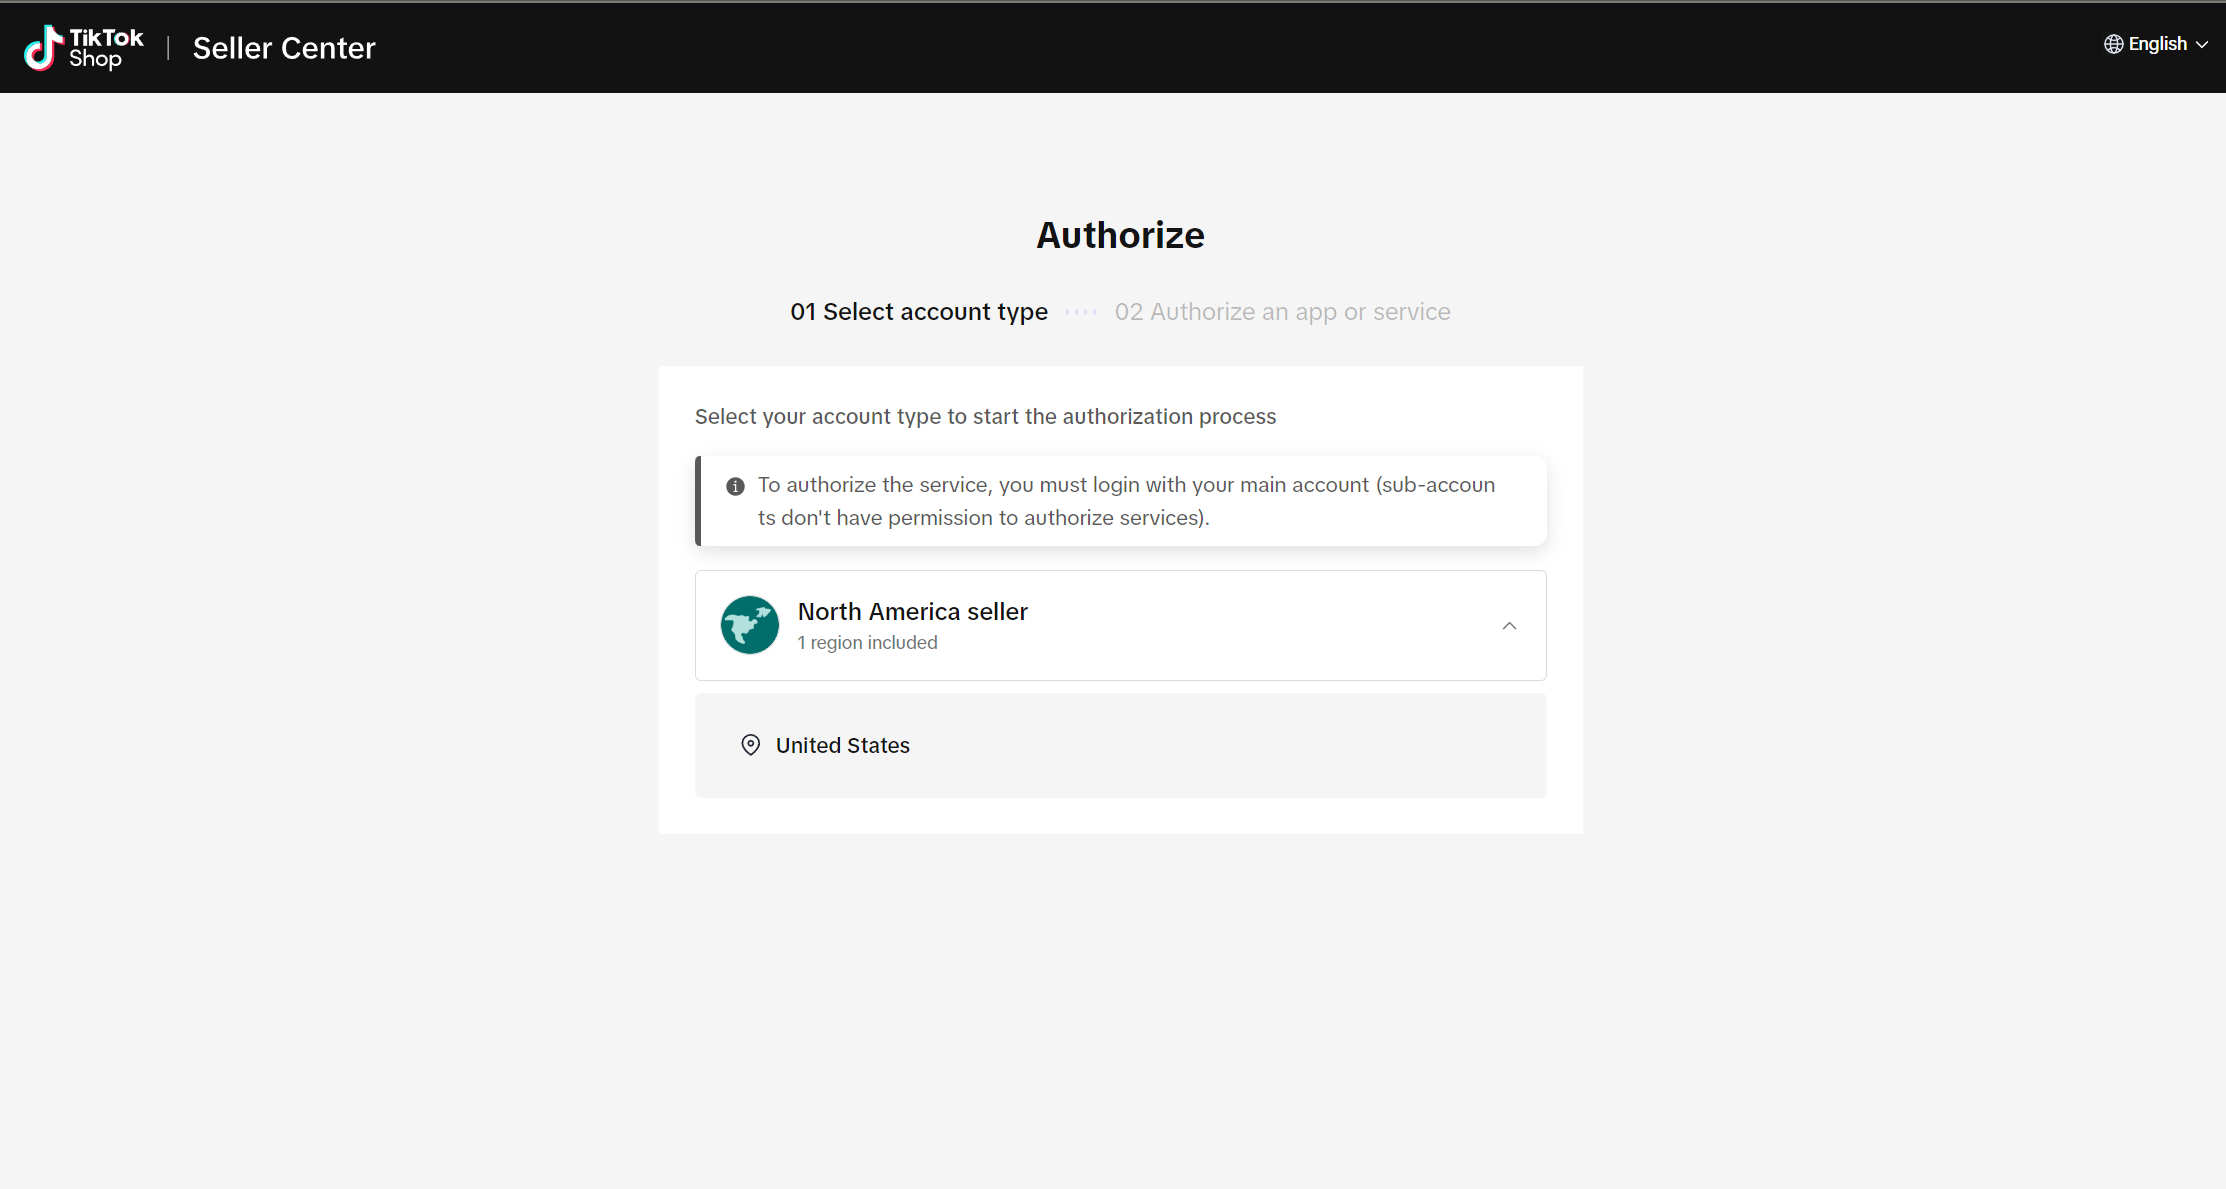 TikTok
Shop
Seller Center
English
Authorize
01 Select account type
02 Authorize an app or service
Select your account type to start the authorization process
To authorize the service, you must login with your main account (sub-accoun
ts don't have permission to authorize services).
North America seller
1 region included
United States